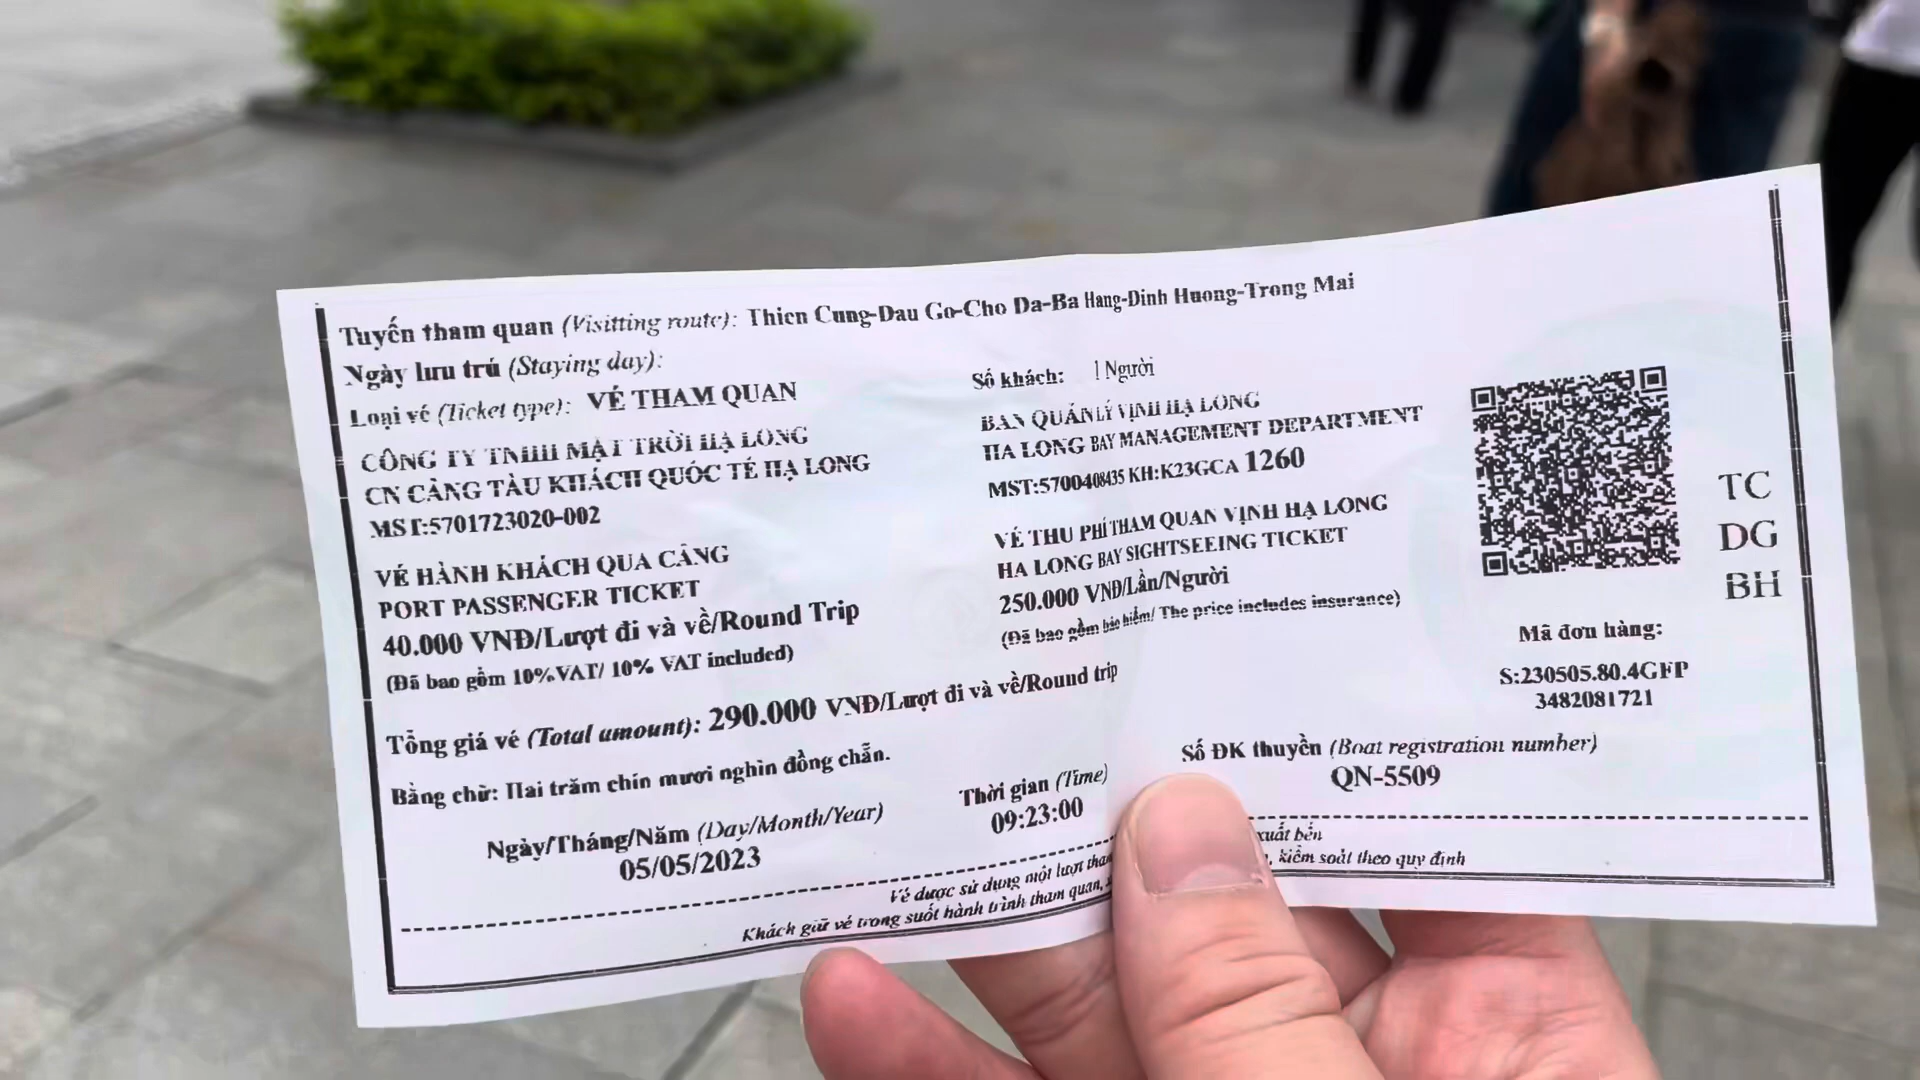 Tuyến tham quan (Visitting route): Thien Cung-Dau Go-Cho Da-Ba Hang-Dinh Huong-Trong Mai
Ngày lưu trú (Staying day):
Số khách: 1 Người
Loại vé (Ticket type): VÉ THAM QUAN
CÔNG TY TNHH MẶT TRỜI HẠ LONG
CN CẢNG TÀU KHÁCH QUỐC TẾ HẠ LONG
MST:5701723020-002
VÉ HÀNH KHÁCH QUA CẢNG
PORT PASSENGER TICKET
40.000 VNĐ/Lượt đi và về/Round Trip
(Đã bao gồm 10%VAT/ 10% VAT included)
BAN QUẢN LÝ VỊNH HẠ LONG
HA LONG BAY MANAGEMENT DEPARTMENT
MST:5700408435 KH:K23GCA 1260
VÉ THU PHÍ THAM QUAN VỊNH HẠ LONG
HA LONG BAY SIGHTSEEING TICKET
250.000 VNĐ/Lần/Người
(Đã bao gồm bảo hiểm/ The price includes insurance)
TC
DG
BH
Mã đơn hàng:
S:230505.80.4GFP
3482081721
Tổng giá vé (Total amount): 290.000 VNĐ/Lượt đi và về/Round trip
Bằng chữ: Hai trăm chín mươi nghìn đồng chẵn.
Ngày/Tháng/Năm (Day/Month/Year)
05/05/2023
Thời gian (Time)
09:23:00
Số ĐK thuyền (Boat registration number)
QN-5509
Vé được sử dụng một lượt tham xuất bến
Khách giữ vé trong suốt hành trình tham quan, kiểm soát theo quy định